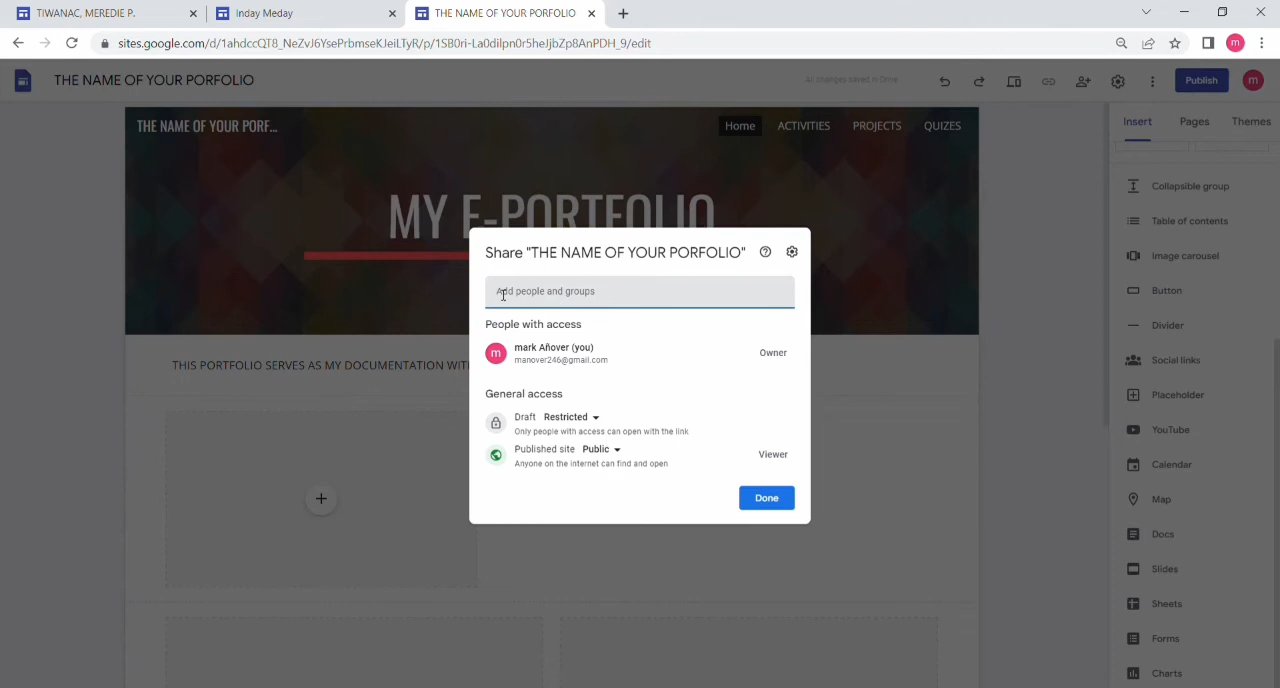 TIWANAC, MEREDIE P.
Inday Meday
THE NAME OF YOUR PORFOLIO
sites.google.com/d/1ahdccQT8_NeZvJ6YsePrbmseKJeiLTyR/p/1SB0ri-La0dilpn0r5heJjbZp8AnPDH_9/edit
m
THE NAME OF YOUR PORFOLIO
All changes saved in Drive
Publish
m
THE NAME OF YOUR PORF...
Home
ACTIVITIES
PROJECTS
QUIZES
Insert
Pages
Themes
MY E-PORTFOLIO
Share "THE NAME OF YOUR PORFOLIO"
Add people and groups
People with access
m
mark Añover (you)
manover246@gmail.com
Owner
General access
Draft Restricted
Only people with access can open with the link
Published site Public
Anyone on the internet can find and open
Viewer
Done
THIS PORTFOLIO SERVES AS MY DOCUMENTATION WIT
Collapsible group
Table of contents
Image carousel
Button
Divider
Social links
Placeholder
YouTube
Calendar
Map
Docs
Slides
Sheets
Forms
Charts